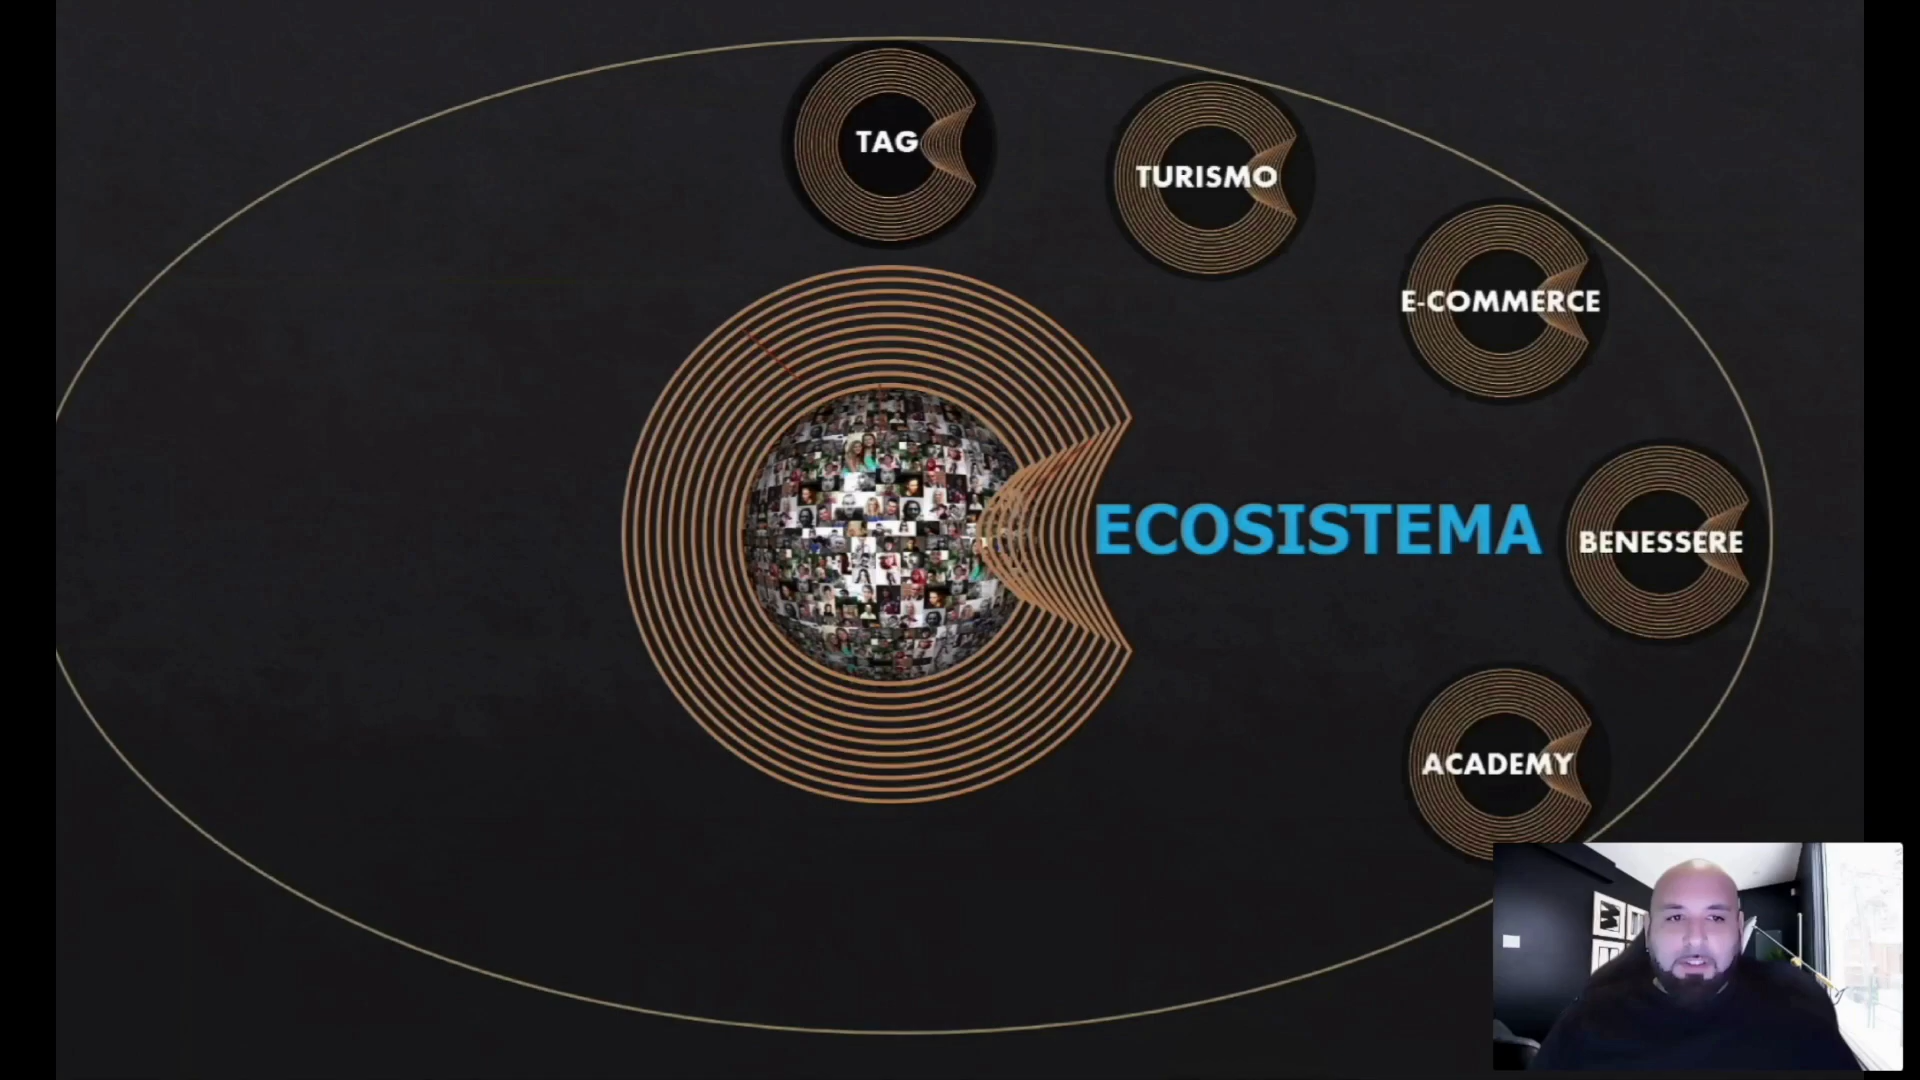 TAG
TURISMO
E-COMMERCE
ECOSISTEMA
BENESSERE
ACADEMY